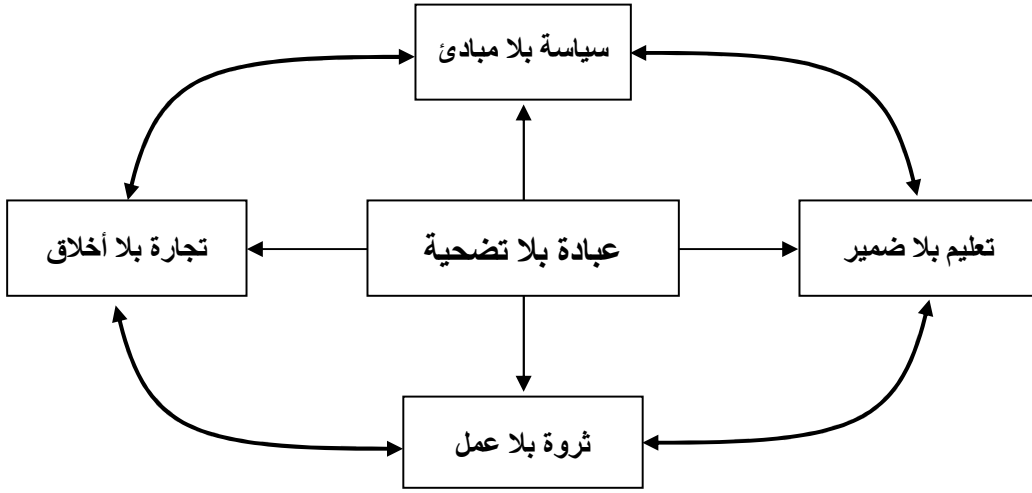 سياسة بلا مبادئ
تعليم بلا ضمير
عبادة بلا تضحية
تجارة بلا أخلاق
ثروة بلا عمل